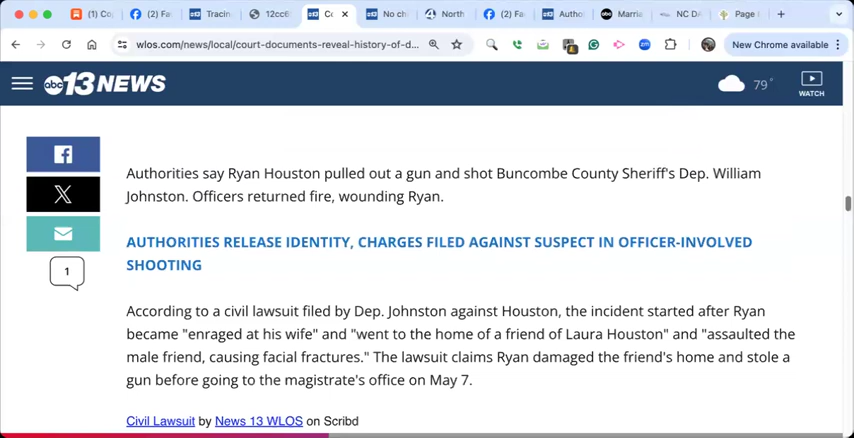 (1) Co
(2) Fa
Tracin
12cc6
Co
No ch
North
(2) Fa
Autho
Marria
NC DA
Page
wlos.com/news/local/court-documents-reveal-history-of-d...
New Chrome available
abc 13 NEWS
79°
WATCH
Authorities say Ryan Houston pulled out a gun and shot Buncombe County Sheriff's Dep. William
Johnston. Officers returned fire, wounding Ryan.
AUTHORITIES RELEASE IDENTITY, CHARGES FILED AGAINST SUSPECT IN OFFICER-INVOLVED
SHOOTING
1
According to a civil lawsuit filed by Dep. Johnston against Houston, the incident started after Ryan
became "enraged at his wife" and "went to the home of a friend of Laura Houston" and "assaulted the
male friend, causing facial fractures." The lawsuit claims Ryan damaged the friend's home and stole a
gun before going to the magistrate's office on May 7.
Civil Lawsuit by News 13 WLOS on Scribd